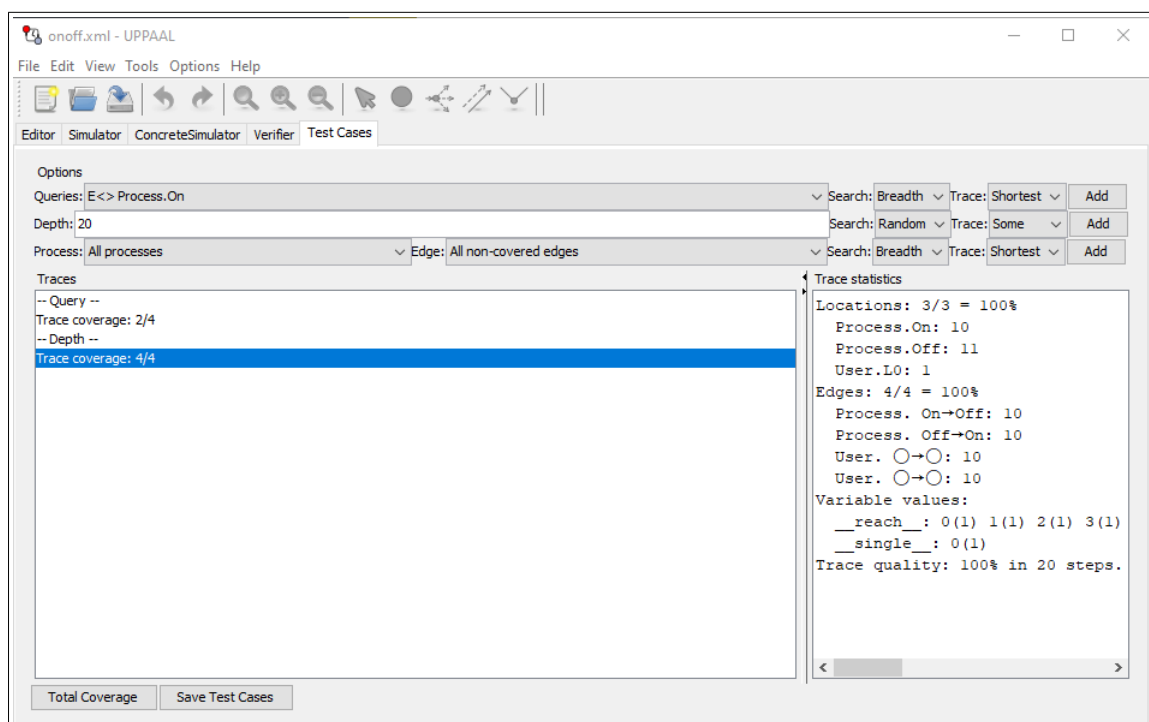 onoff.xml - UPPAAL
File Edit View Tools Options Help
Editor Simulator ConcreteSimulator Verifier Test Cases
Options
Queries: E<> Process.On Search: Breadth Trace: Shortest Add
Depth: 20 Search: Random Trace: Some Add
Process: All processes Edge: All non-covered edges Search: Breadth Trace: Shortest Add
Traces
-- Query --
Trace coverage: 2/4
-- Depth --
Trace coverage: 4/4
Trace statistics
Locations: 3/3 = 100%
Process.On: 10
Process.Off: 11
User.L0: 1
Edges: 4/4 = 100%
Process. On→Off: 10
Process. Off→On: 10
User. ◯→◯: 10
User. ◯→◯: 10
Variable values:
__reach__: 0(1) 1(1) 2(1) 3(1)
__single__: 0(1)
Trace quality: 100% in 20 steps.
Total Coverage Save Test Cases